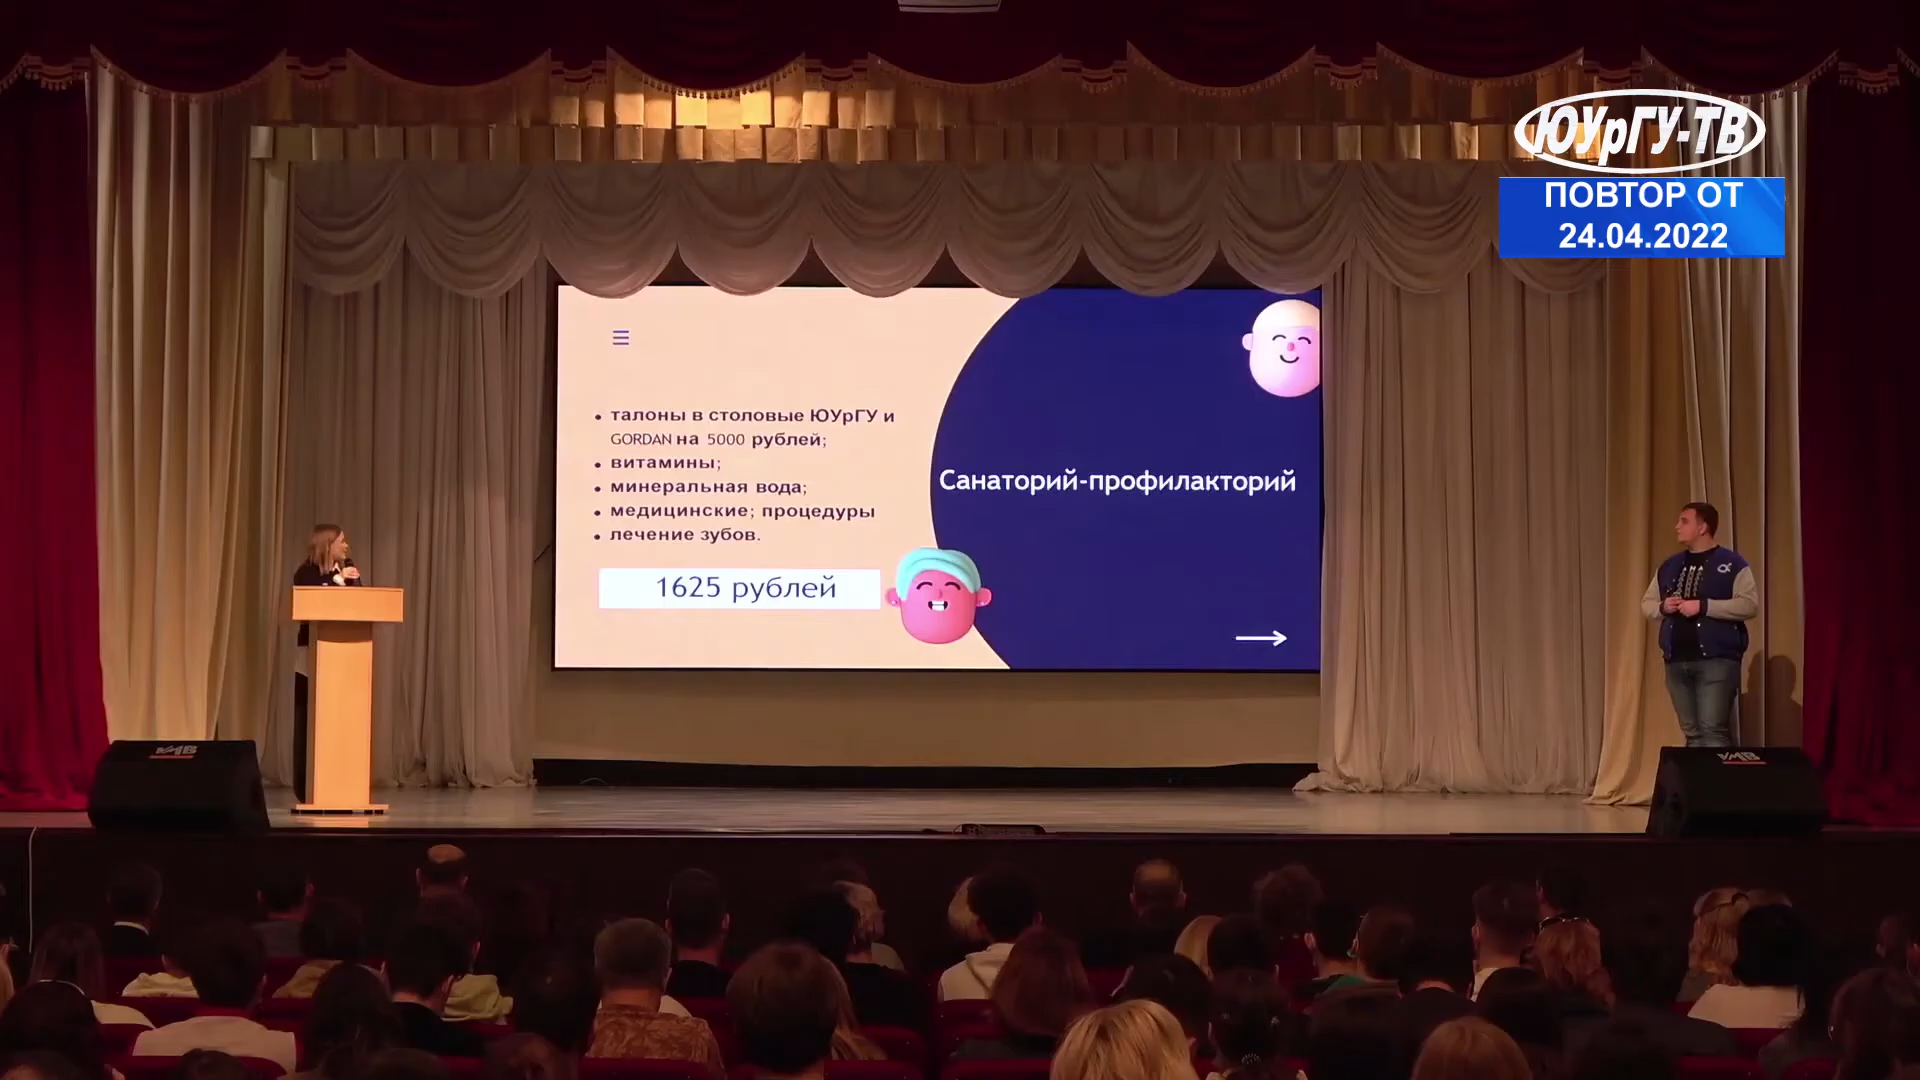 ЮУрГУ-ТВ
ПОВТОР ОТ
24.04.2022
• талоны в столовые ЮУрГУ и
GORDAN на 5000 рублей;
• витамины;
• минеральная вода;
• медицинские; процедуры
• лечение зубов.
1625 рублей
Санаторий-профилакторий